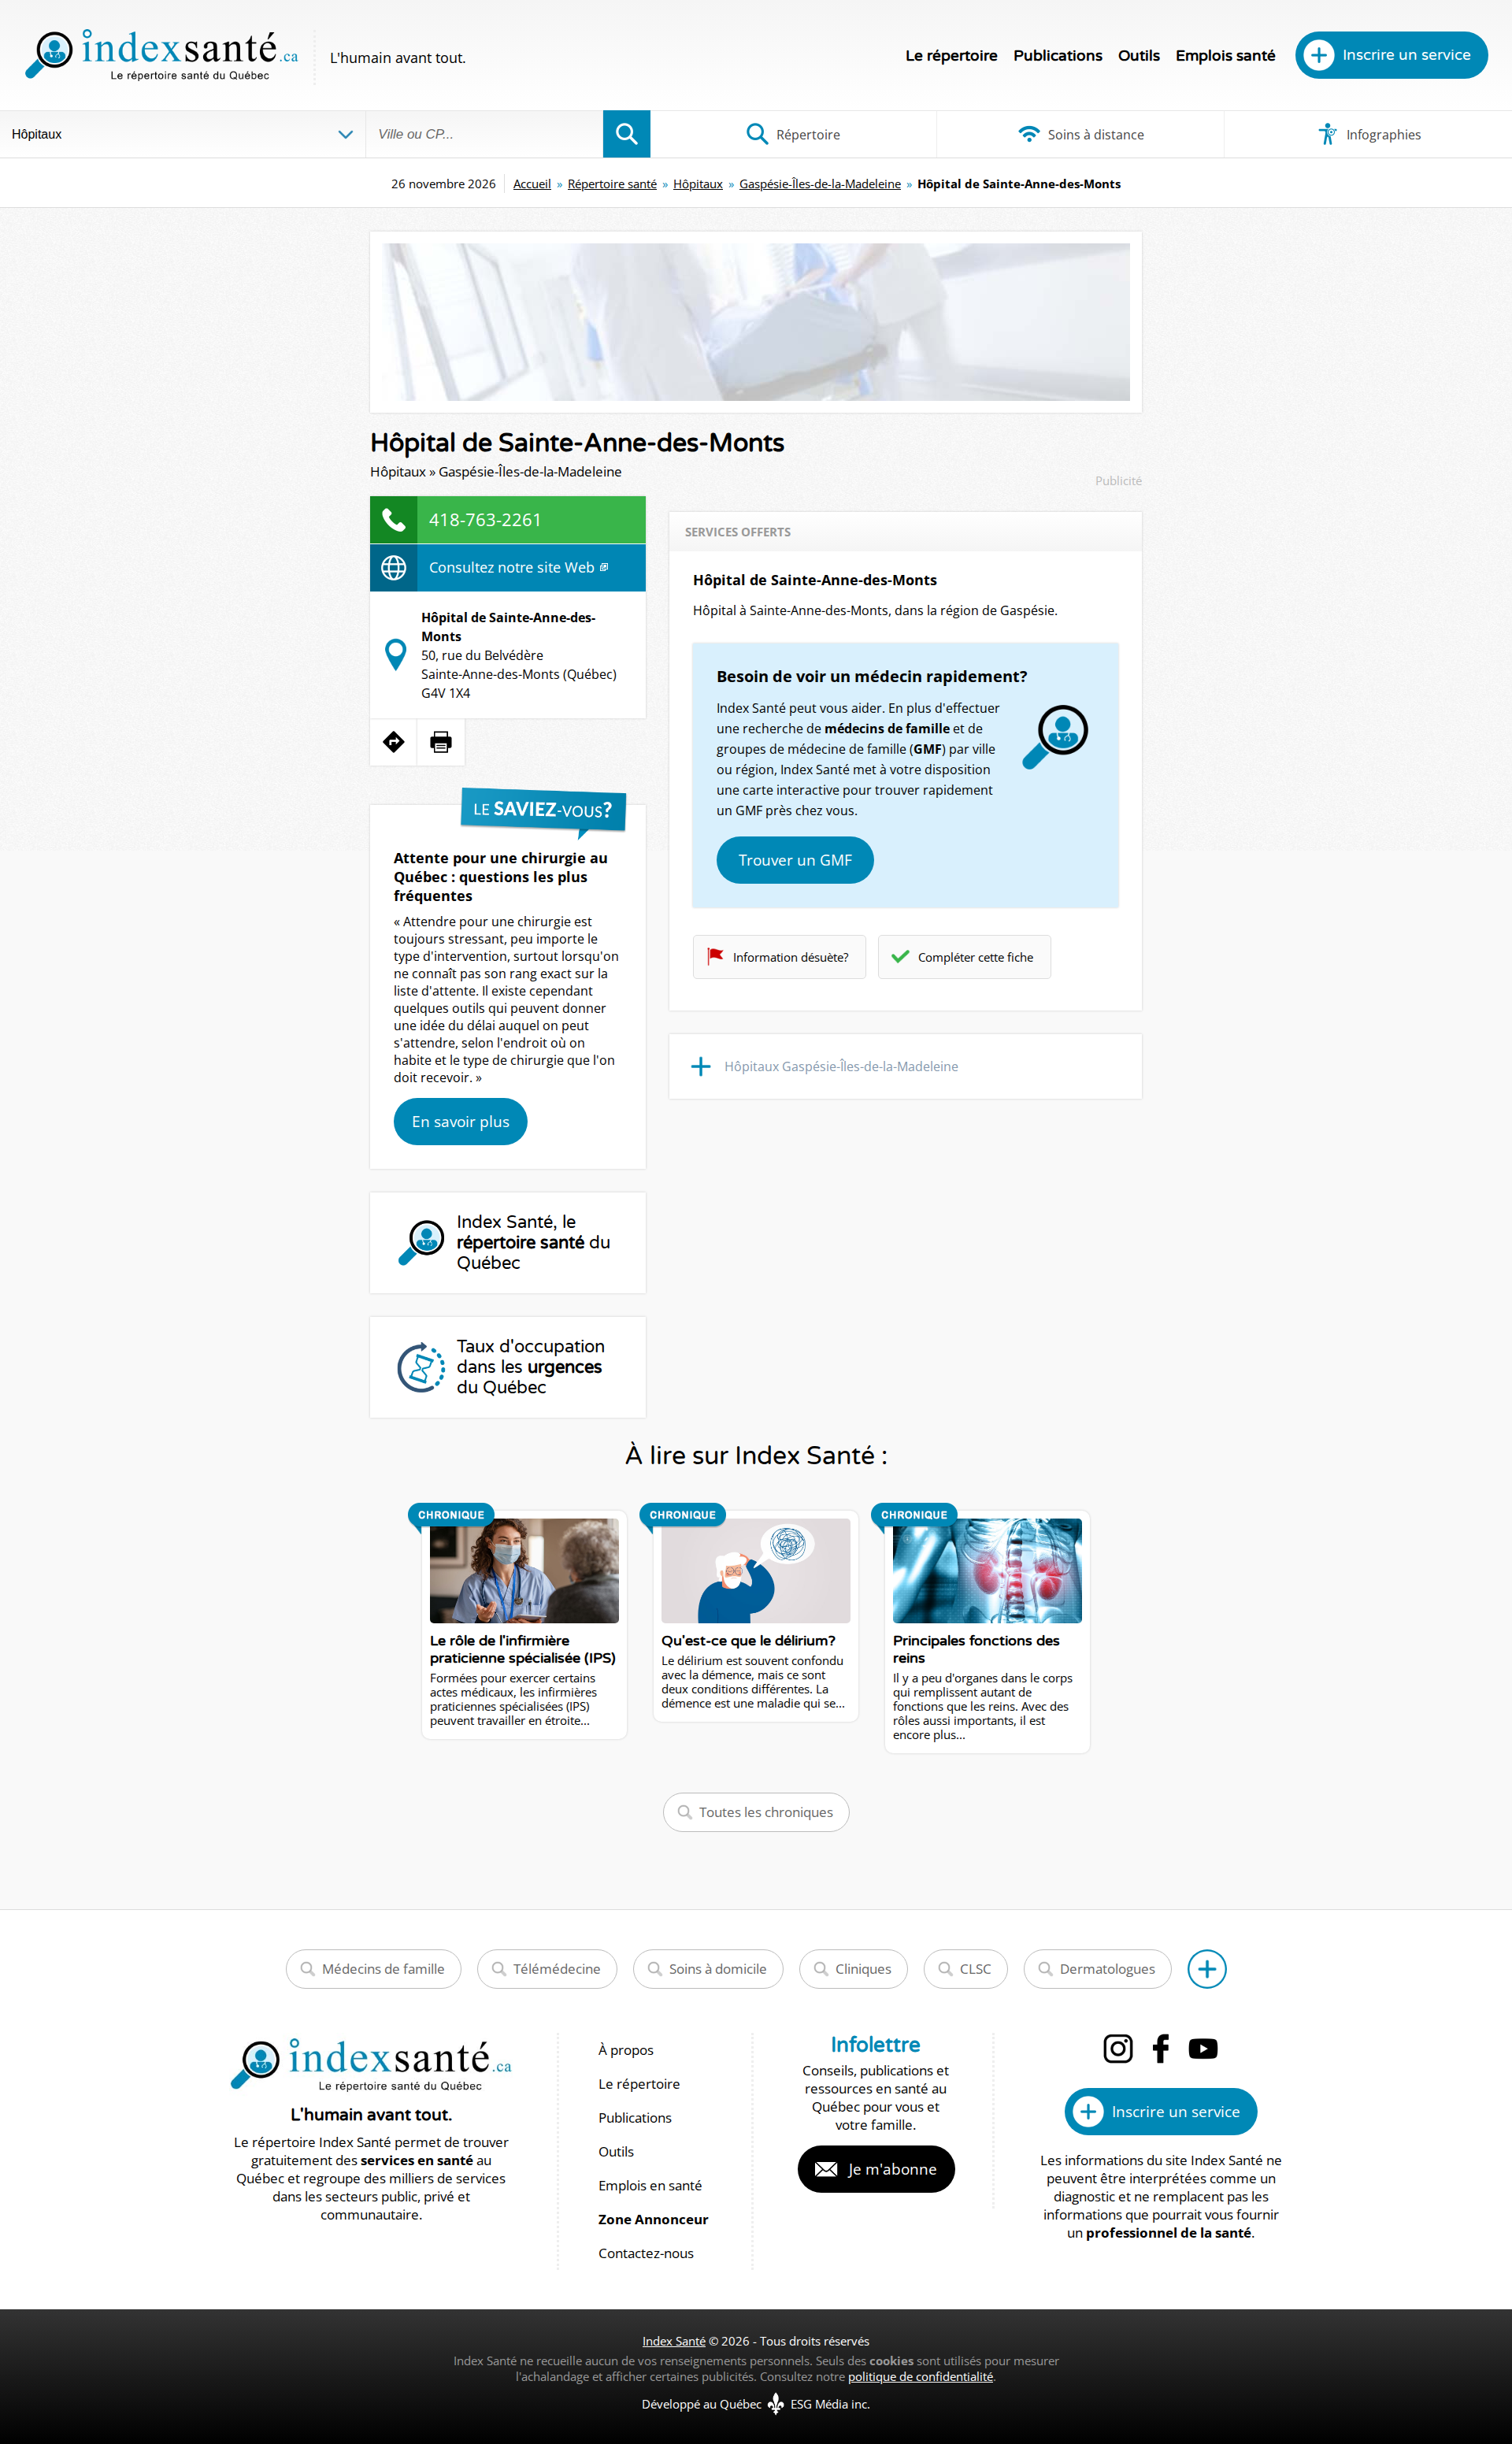 indexsanté.ca
Le répertoire santé du Québec
L'humain avant tout.
Le répertoire
Publications
Outils
Emplois santé
Inscrire un service
Hôpitaux
Ville ou CP...
Répertoire
Soins à distance
Infographies
26 novembre 2026
Accueil » Répertoire santé » Hôpitaux » Gaspésie-Îles-de-la-Madeleine » Hôpital de Sainte-Anne-des-Monts
Hôpital de Sainte-Anne-des-Monts
Hôpitaux » Gaspésie-Îles-de-la-Madeleine
Publicité
418-763-2261
Consultez notre site Web
Hôpital de Sainte-Anne-des-
Monts
50, rue du Belvédère
Sainte-Anne-des-Monts (Québec)
G4V 1X4
LE SAVIEZ-VOUS?
Attente pour une chirurgie au
Québec : questions les plus
fréquentes
« Attendre pour une chirurgie est
toujours stressant, peu importe le
type d'intervention, surtout lorsqu'on
ne connaît pas son rang exact sur la
liste d'attente. Il existe cependant
quelques outils qui peuvent donner
une idée du délai auquel on peut
s'attendre, selon l'endroit où on
habite et le type de chirurgie que l'on
doit recevoir. »
En savoir plus
Index Santé, le
répertoire santé du
Québec
Taux d'occupation
dans les urgences
du Québec
SERVICES OFFERTS
Hôpital de Sainte-Anne-des-Monts
Hôpital à Sainte-Anne-des-Monts, dans la région de Gaspésie.
Besoin de voir un médecin rapidement?
Index Santé peut vous aider. En plus d'effectuer
une recherche de médecins de famille et de
groupes de médecine de famille (GMF) par ville
ou région, Index Santé met à votre disposition
une carte interactive pour trouver rapidement
un GMF près chez vous.
Trouver un GMF
Information désuète?
Compléter cette fiche
Hôpitaux Gaspésie-Îles-de-la-Madeleine
À lire sur Index Santé :
CHRONIQUE
Le rôle de l'infirmière
praticienne spécialisée (IPS)
Formées pour exercer certains
actes médicaux, les infirmières
praticiennes spécialisées (IPS)
peuvent travailler en étroite...
CHRONIQUE
Qu'est-ce que le délirium?
Le délirium est souvent confondu
avec la démence, mais ce sont
deux conditions différentes. La
démence est une maladie qui se...
CHRONIQUE
Principales fonctions des
reins
Il y a peu d'organes dans le corps
qui remplissent autant de
fonctions que les reins. Avec des
rôles aussi importants, il est
encore plus...
Toutes les chroniques
Médecins de famille
Télémédecine
Soins à domicile
Cliniques
CLSC
Dermatologues
indexsanté.ca
Le répertoire santé du Québec
L'humain avant tout.
Le répertoire Index Santé permet de trouver
gratuitement des services en santé au
Québec et regroupe des milliers de services
dans les secteurs public, privé et
communautaire.
À propos
Le répertoire
Publications
Outils
Emplois en santé
Zone Annonceur
Contactez-nous
Infolettre
Conseils, publications et
ressources en santé au
Québec pour vous et
votre famille.
Je m'abonne
Inscrire un service
Les informations du site Index Santé ne
peuvent être interprétées comme un
diagnostic et ne remplacent pas les
informations que pourrait vous fournir
un professionnel de la santé.
Index Santé © 2026 - Tous droits réservés
Index Santé ne recueille aucun de vos renseignements personnels. Seuls des cookies sont utilisés pour mesurer
l'achalandage et afficher certaines publicités. Consultez notre politique de confidentialité.
Développé au Québec ESG Média inc.